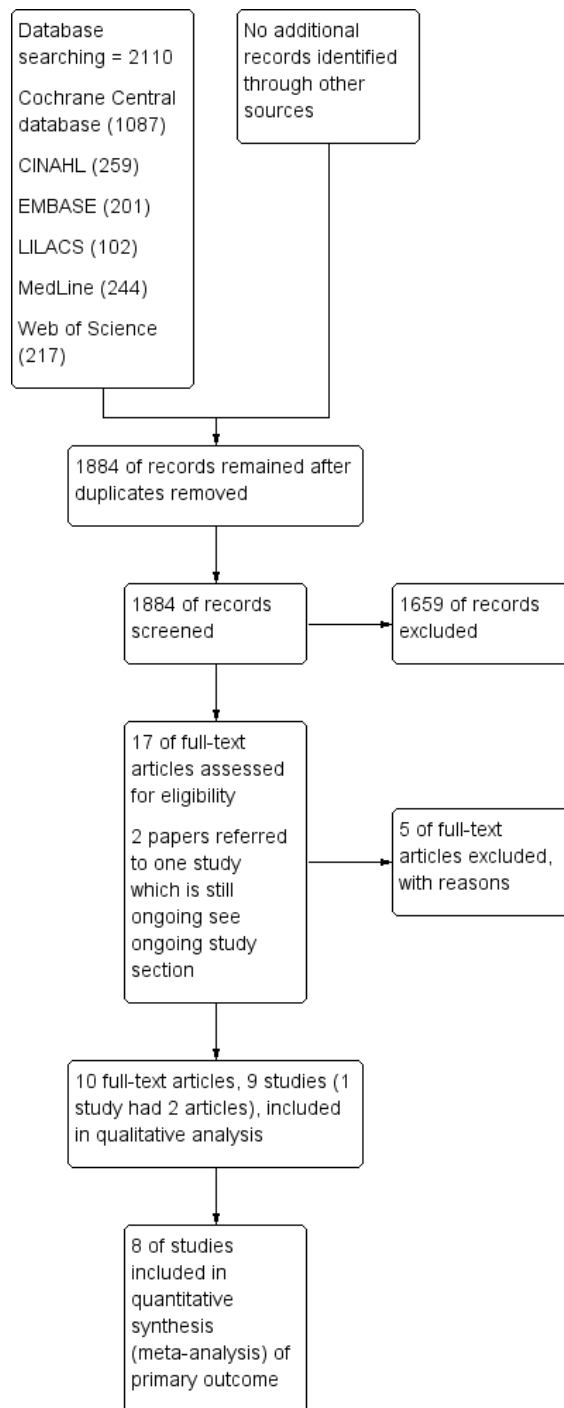 Database
searching = 2110
Cochrane Central
database (1087)
CINAHL (259)
EMBASE (201)
LILACS (102)
MedLine (244)
Web of Science
(217)
No additional
records identified
through other
sources
1884 of records remained after
duplicates removed
1884 of records
screened
1659 of records
excluded
17 of full-text
articles assessed
for eligibility
2 papers referred
to one study
which is still
ongoing see
ongoing study
section
5 of full-text
articles excluded,
with reasons
10 full-text articles, 9 studies (1
study had 2 articles), included
in qualitative analysis
8 of studies
included in
quantitative
synthesis
(meta-analysis) of
primary outcome